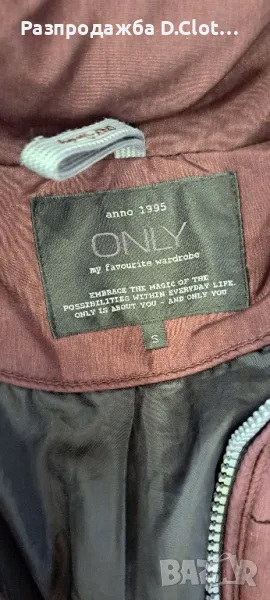 Разпродажба D.Clot...
anno 1995
ONLY
my favourite wardrobe
EMBRACE THE MAGIC OF THE
POSSIBILITIES WITHIN EVERYDAY LIFE.
ONLY IS ABOUT YOU - AND ONLY YOU
S
BAZAR